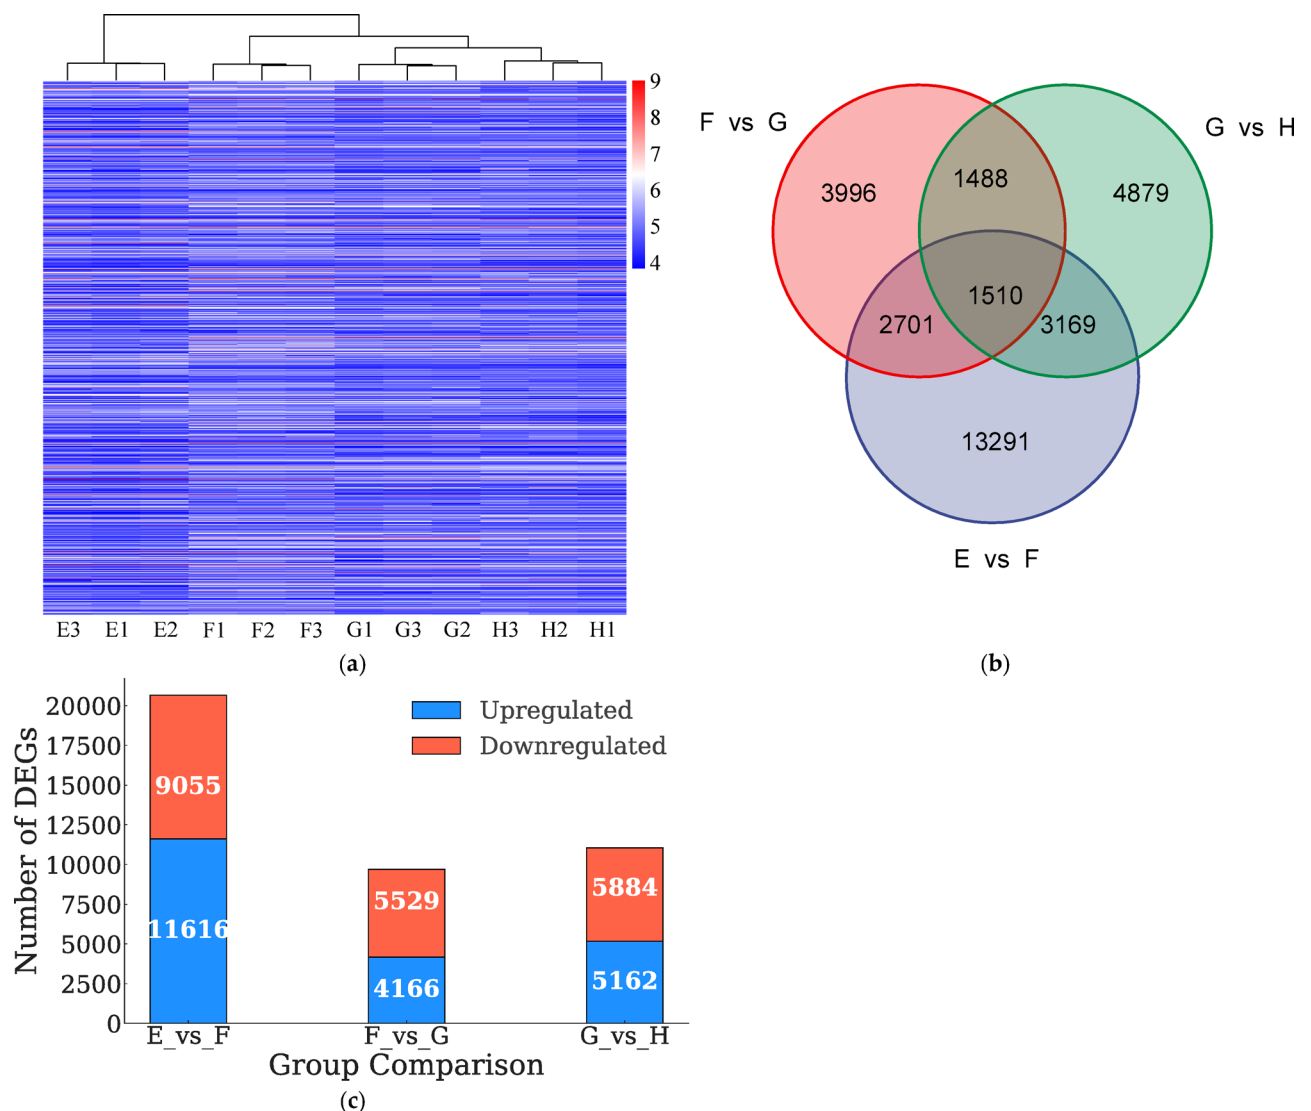 9
8
7
6
5
4
E3 E1 E2 F1 F2 F3 G1 G3 G2 H3 H2 H1
(a)
F vs G
G vs H
3996
1488
4879
1510
2701
3169
13291
E vs F
(b)
Number of DEGs
20000
17500
15000
12500
10000
7500
5000
2500
0
Upregulated
Downregulated
9055
11616
5529
4166
5884
5162
E_vs_F F_vs_G G_vs_H
Group Comparison
(c)